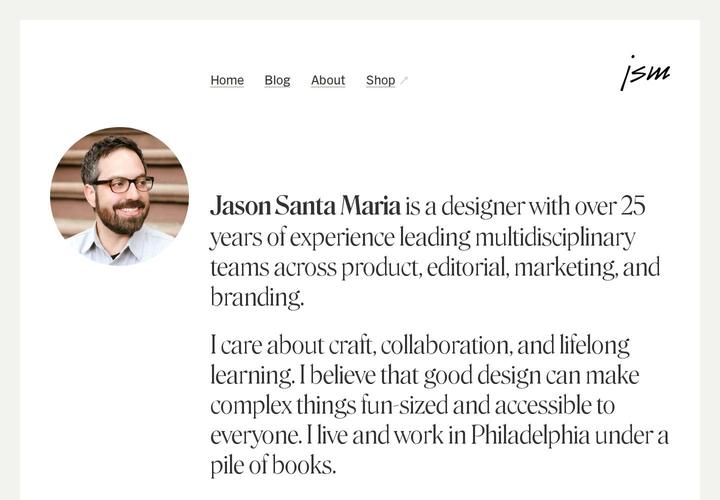 Home Blog About Shop ↗
jsm
Jason Santa Maria is a designer with over 25
years of experience leading multidisciplinary
teams across product, editorial, marketing, and
branding.
I care about craft, collaboration, and lifelong
learning. I believe that good design can make
complex things fun-sized and accessible to
everyone. I live and work in Philadelphia under a
pile of books.